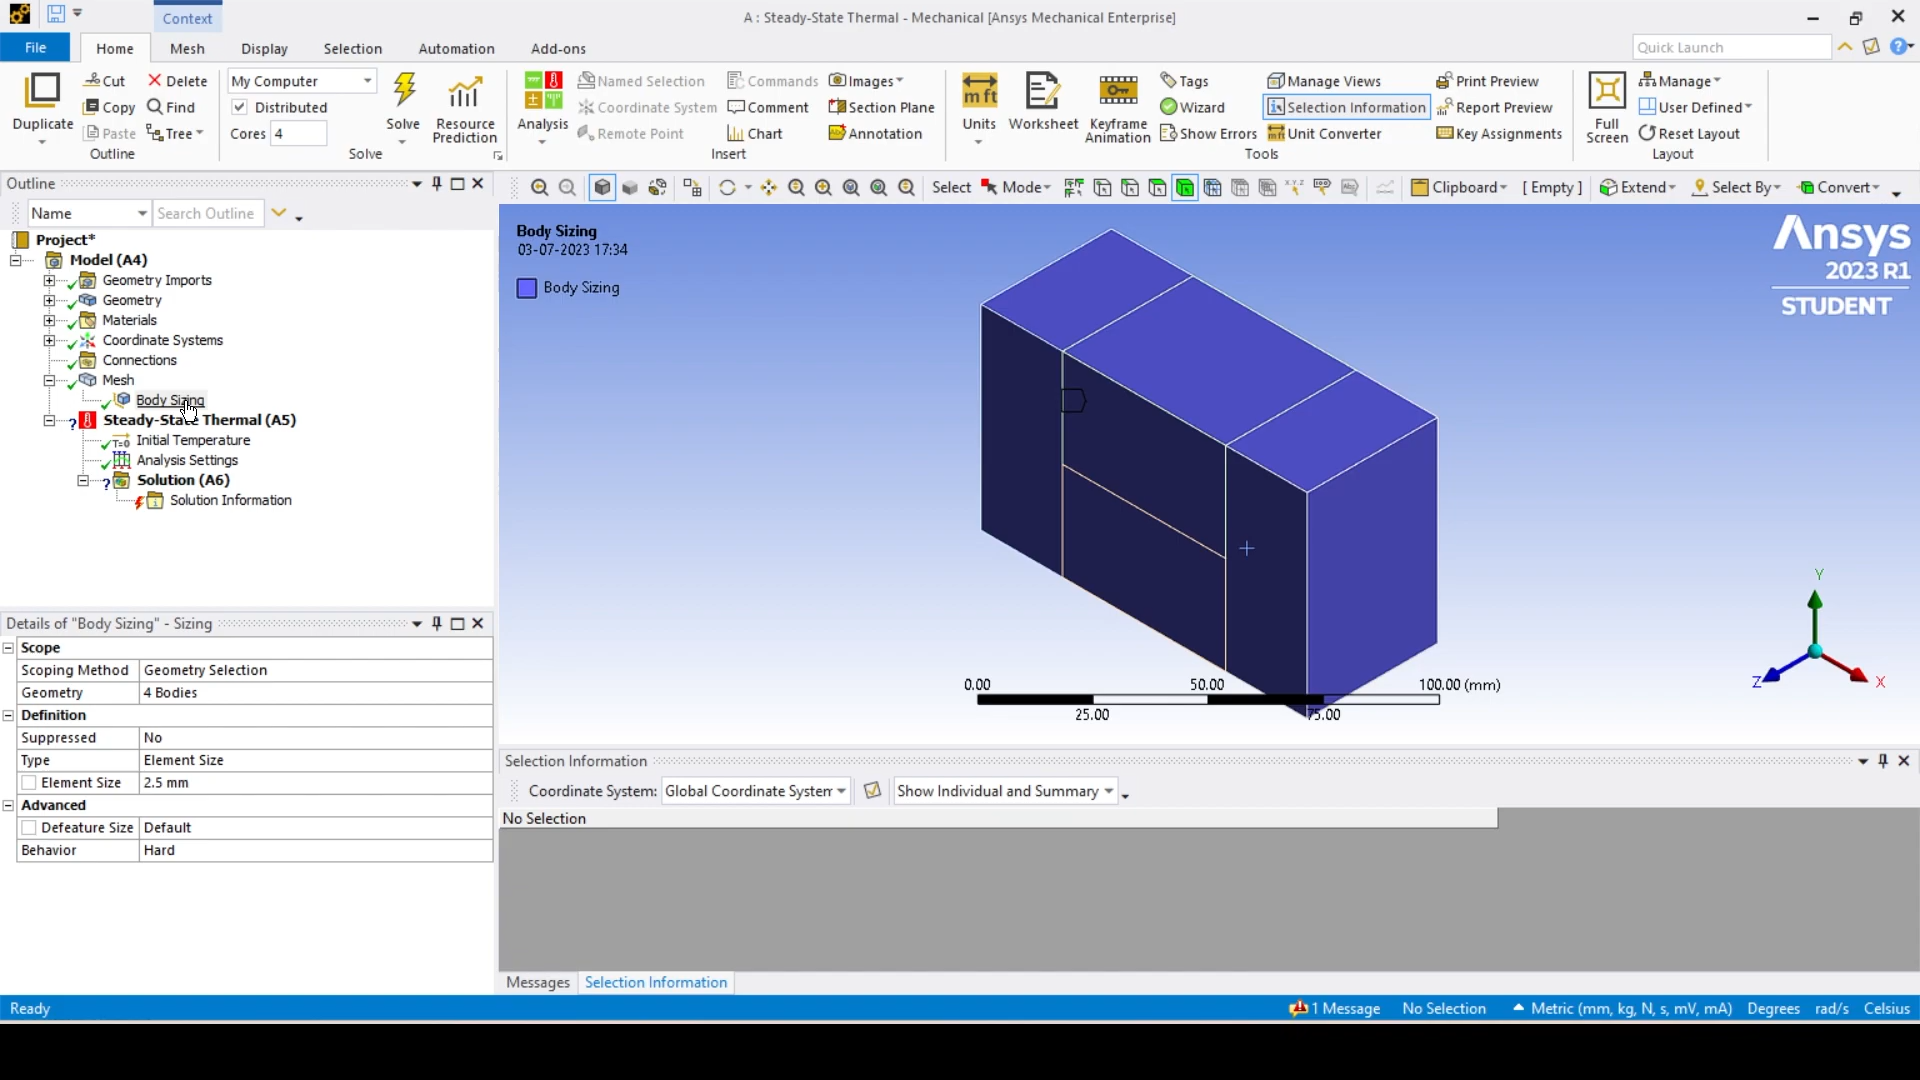 Context
A : Steady-State Thermal - Mechanical [Ansys Mechanical Enterprise]
File Home Mesh Display Selection Automation Add-ons Quick Launch
Duplicate
Cut Delete
Copy Find
Paste Tree
Outline
My Computer
Distributed
Cores 4
Solve
Resource Prediction
Solve
Analysis
Named Selection Commands Images
Coordinate System Comment Section Plane
Remote Point Chart Annotation
Insert
Units Worksheet Keyframe Animation
Tags Manage Views Print Preview
Wizard Selection Information Report Preview
Show Errors Unit Converter Key Assignments
Tools
Full Screen
Manage
User Defined
Reset Layout
Layout
Outline
Select Mode Clipboard [ Empty ] Extend Select By Convert
Name Search Outline
Project*
Model (A4)
Geometry Imports
Geometry
Materials
Coordinate Systems
Connections
Mesh
Body Sizing
Steady-State Thermal (A5)
T=0 Initial Temperature
Analysis Settings
Solution (A6)
Solution Information
Details of "Body Sizing" - Sizing
Scope
Scoping Method Geometry Selection
Geometry 4 Bodies
Definition
Suppressed No
Type Element Size
Element Size 2.5 mm
Advanced
Defeature Size Default
Behavior Hard
Body Sizing
03-07-2023 17:34
Body Sizing
Ansys
2023 R1
STUDENT
0.00 50.00 100.00 (mm)
25.00 75.00
Y
Z X
Selection Information
Coordinate System: Global Coordinate System Show Individual and Summary
No Selection
Messages Selection Information
Ready 1 Message No Selection Metric (mm, kg, N, s, mV, mA) Degrees rad/s Celsius